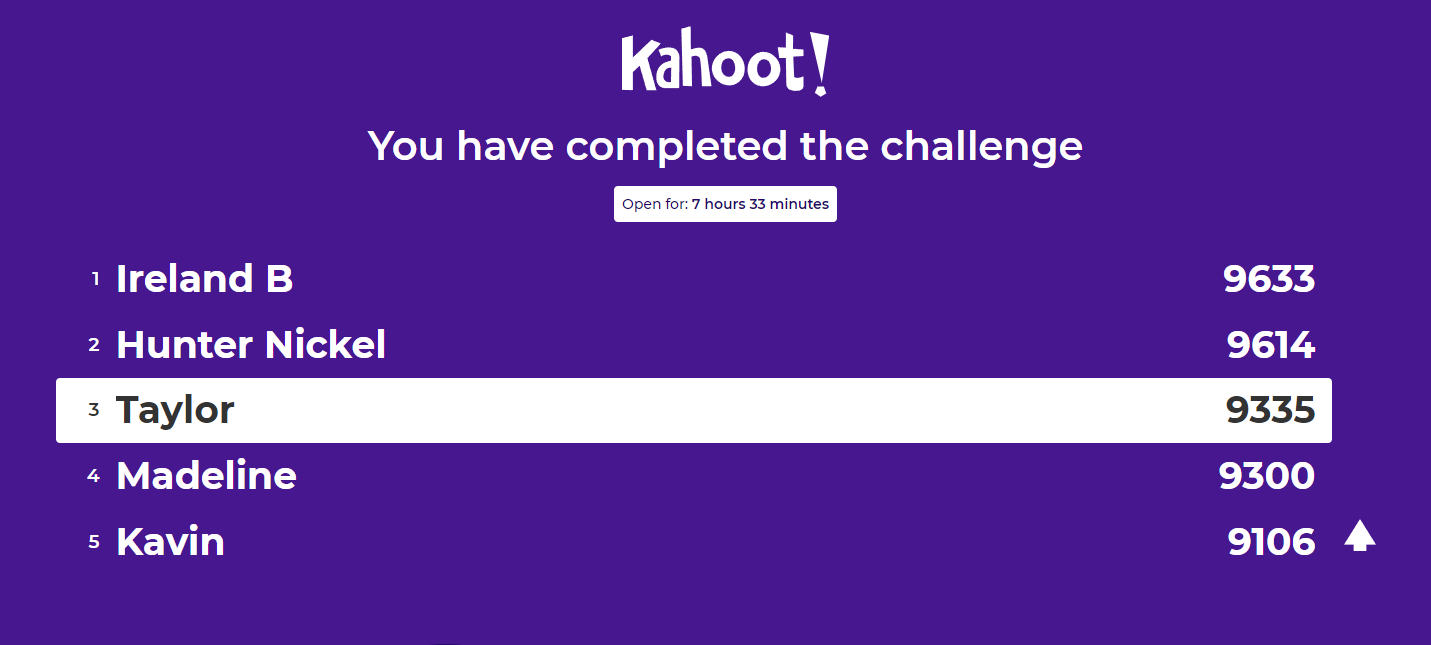 Kahoot!
You have completed the challenge
Open for: 7 hours 33 minutes
1 Ireland B 9633
2 Hunter Nickel 9614
3 Taylor 9335
4 Madeline 9300
5 Kavin 9106